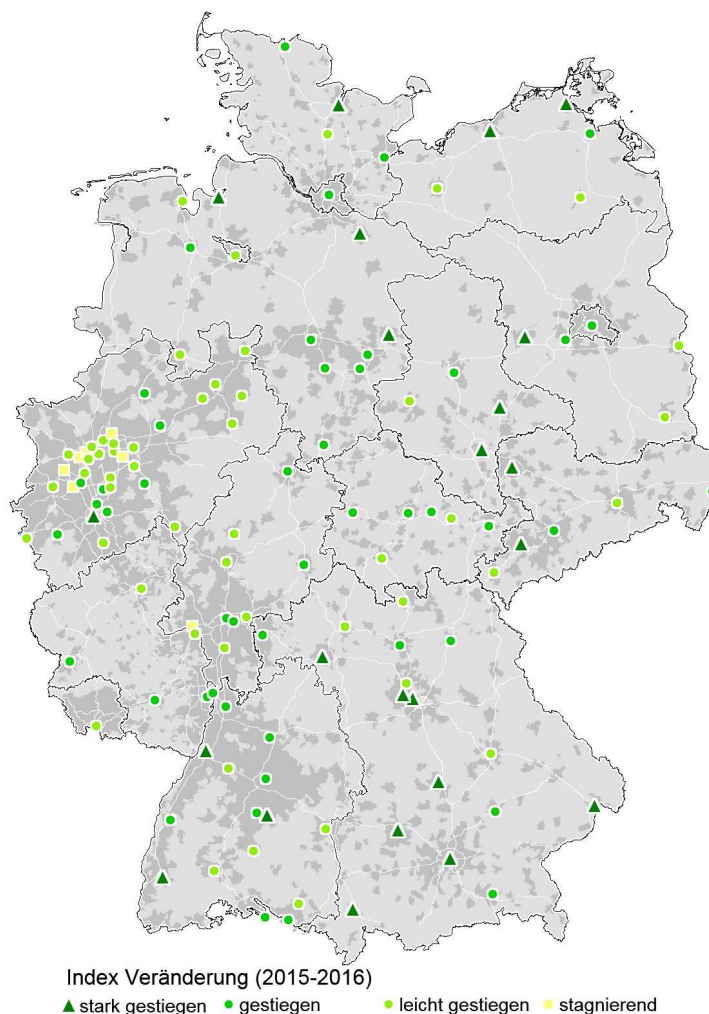 Index Veränderung (2015-2016)
stark gestiegen gestiegen leicht gestiegen stagnierend